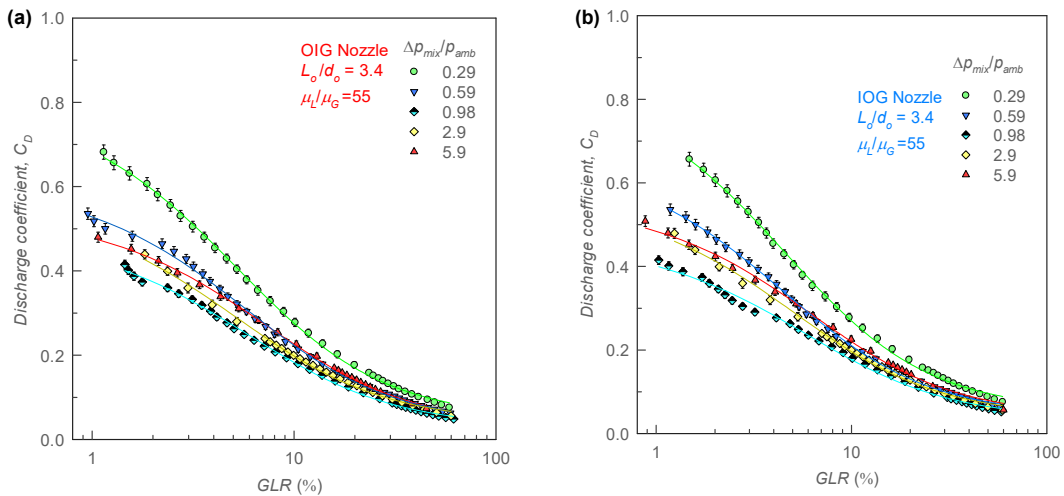 (a)
1.0
0.8
0.6
0.4
0.2
0.0
Discharge coefficient, C_D
1
10
100
GLR (%)
OIG Nozzle
L_o/d_o = 3.4
μ_L/μ_G=55
Δp_mix/p_amb
0.29
0.59
0.98
2.9
5.9
(b)
1.0
0.8
0.6
0.4
0.2
0.0
Discharge coefficient, C_D
1
10
100
GLR (%)
IOG Nozzle
L_o/d_o = 3.4
μ_L/μ_G=55
Δp_mix/p_amb
0.29
0.59
0.98
2.9
5.9